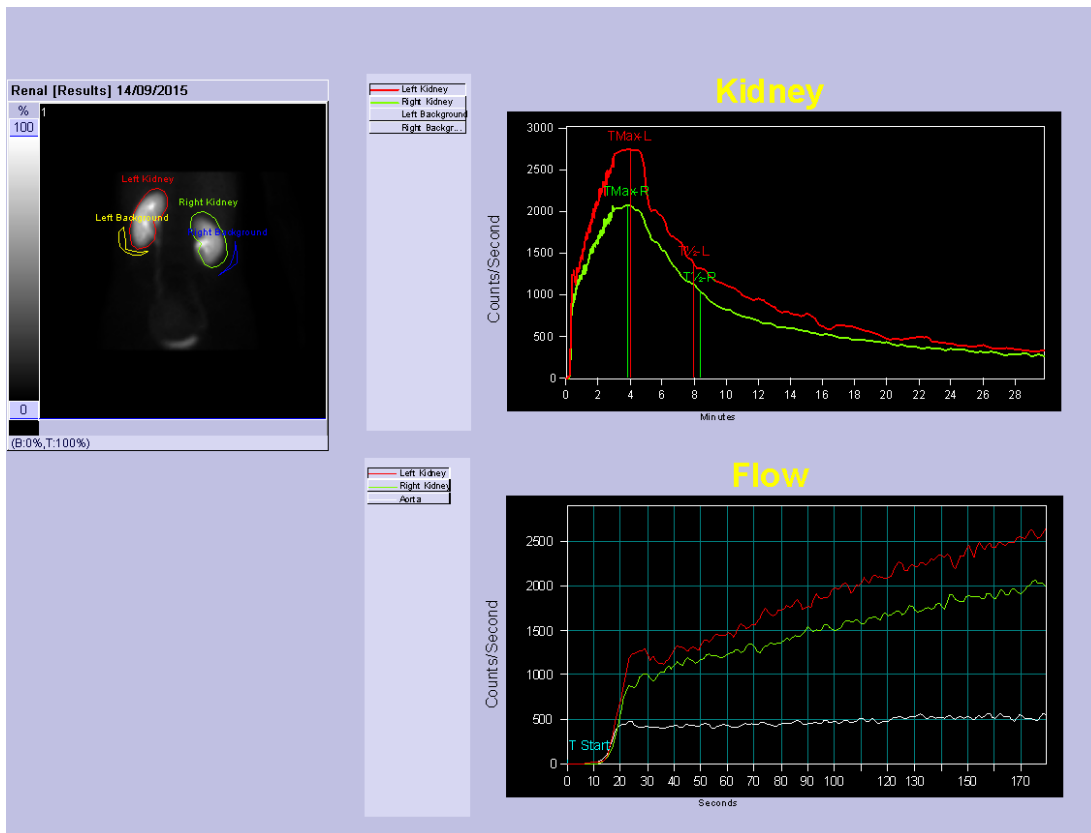 Renal [Results] 14/09/2015
%
100
1
Left Kidney
Right Kidney
Left Background
Right Background
0
(B:0%,T:100%)
Left Kidney
Right Kidney
Left Background
Right Backgr...
Kidney
TMax-L
TMax-R
T½-L
T½-R
Counts/Second
3000
2500
2000
1500
1000
500
0
0 2 4 6 8 10 12 14 16 18 20 22 24 26 28
Minutes
Left Kidney
Right Kidney
Aorta
Flow
Counts/Second
2500
2000
1500
1000
500
0
T Start
0 10 20 30 40 50 60 70 80 90 100 120 130 150 170
Seconds